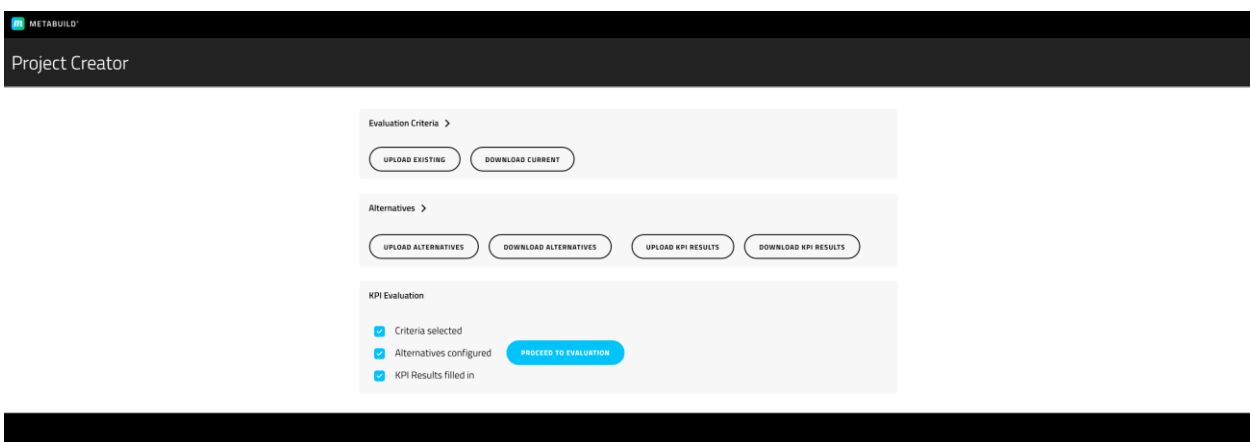 METABUILD
Project Creator
Evaluation Criteria
UPLOAD EXISTING DOWNLOAD CURRENT
Alternatives
UPLOAD ALTERNATIVES DOWNLOAD ALTERNATIVES UPLOAD KPI RESULTS DOWNLOAD KPI RESULTS
KPI Evaluation
Criteria selected
Alternatives configured PROCEED TO EVALUATION
KPI Results filled in